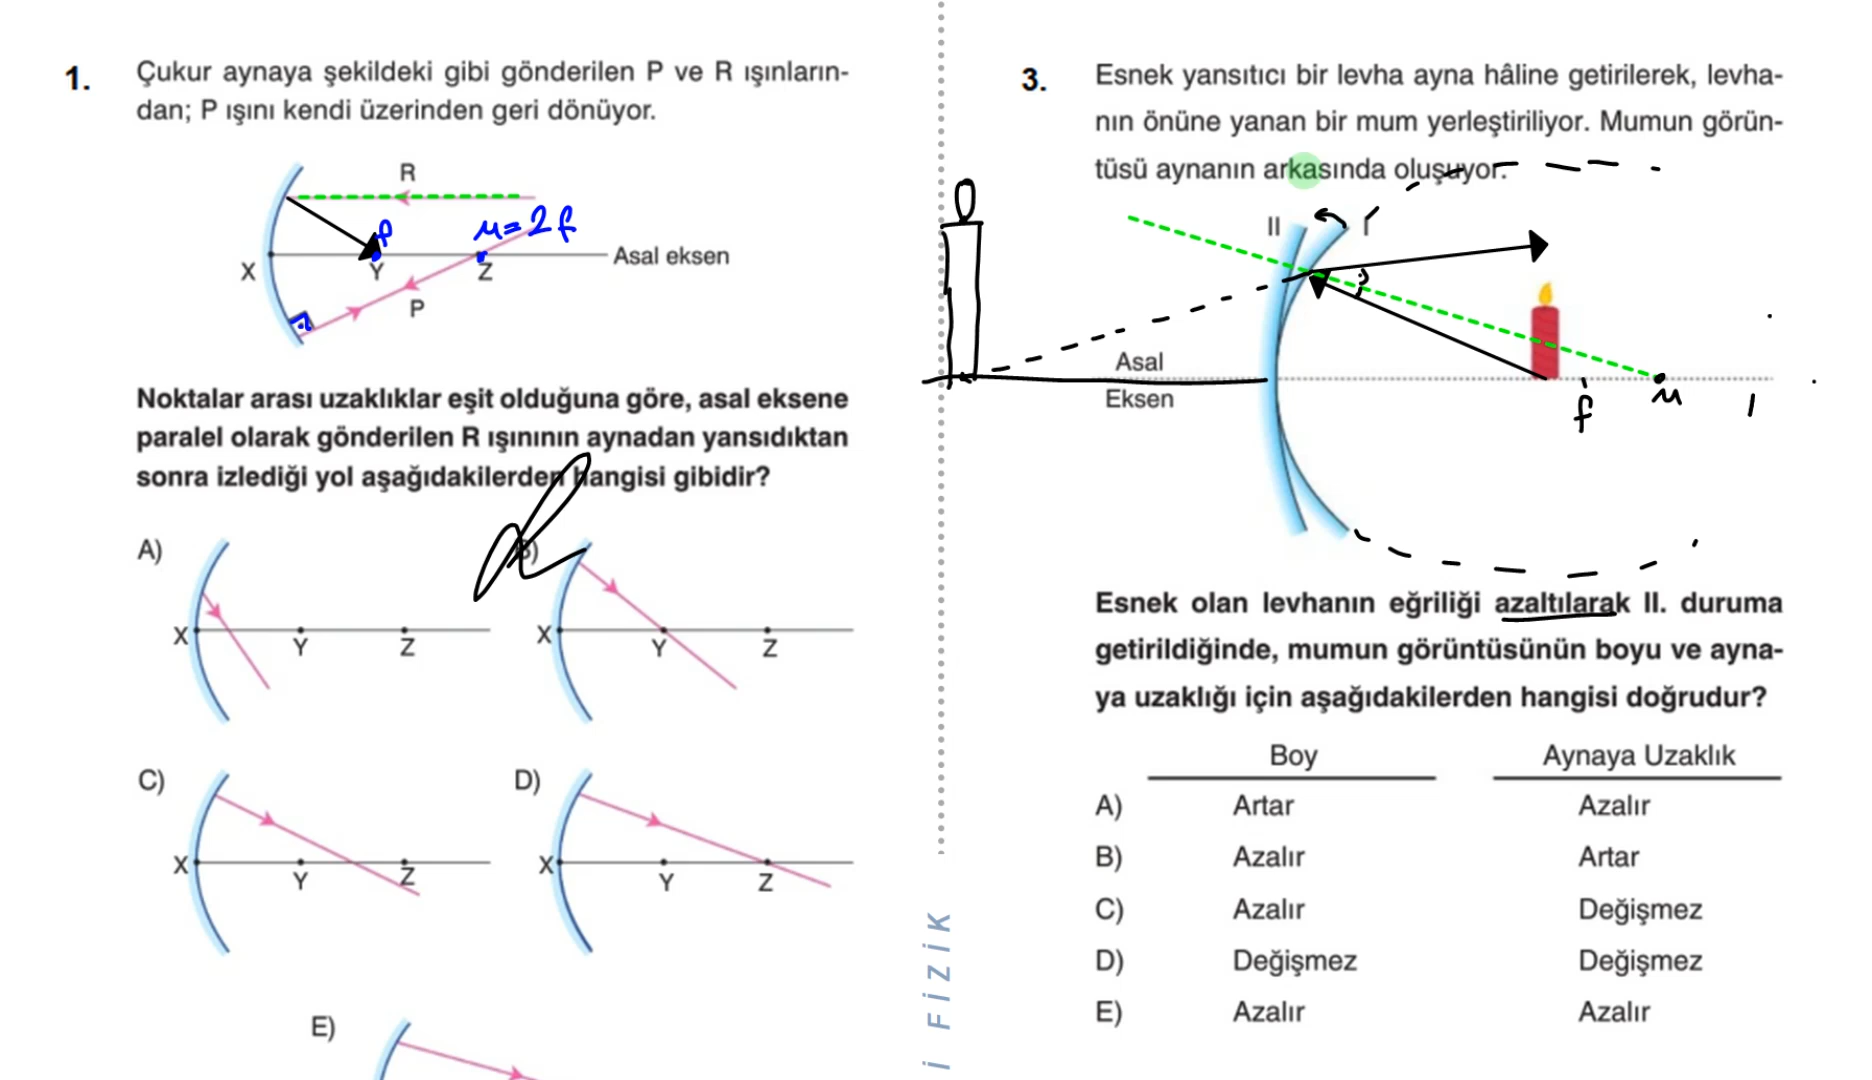 1. Çukur aynaya şekildeki gibi gönderilen P ve R ışınların-
dan; P ışını kendi üzerinden geri dönüyor.
R
f
M=2f
X
Y
Z
Asal eksen
P
Noktalar arası uzaklıklar eşit olduğuna göre, asal eksene
paralel olarak gönderilen R ışınının aynadan yansıdıktan
sonra izlediği yol aşağıdakilerden hangisi gibidir?
A)
X
Y
Z
B)
X
Y
Z
C)
X
Y
Z
D)
X
Y
Z
E)
İ FİZİK
3. Esnek yansıtıcı bir levha ayna hâline getirilerek, levha-
nın önüne yanan bir mum yerleştiriliyor. Mumun görün-
tüsü aynanın arkasında oluşuyor.
II
I
Asal
Eksen
f
M
Esnek olan levhanın eğriliği azaltılarak II. duruma
getirildiğinde, mumun görüntüsünün boyu ve ayna-
ya uzaklığı için aşağıdakilerden hangisi doğrudur?
Boy Aynaya Uzaklık
A) Artar Azalır
B) Azalır Artar
C) Azalır Değişmez
D) Değişmez Değişmez
E) Azalır Azalır